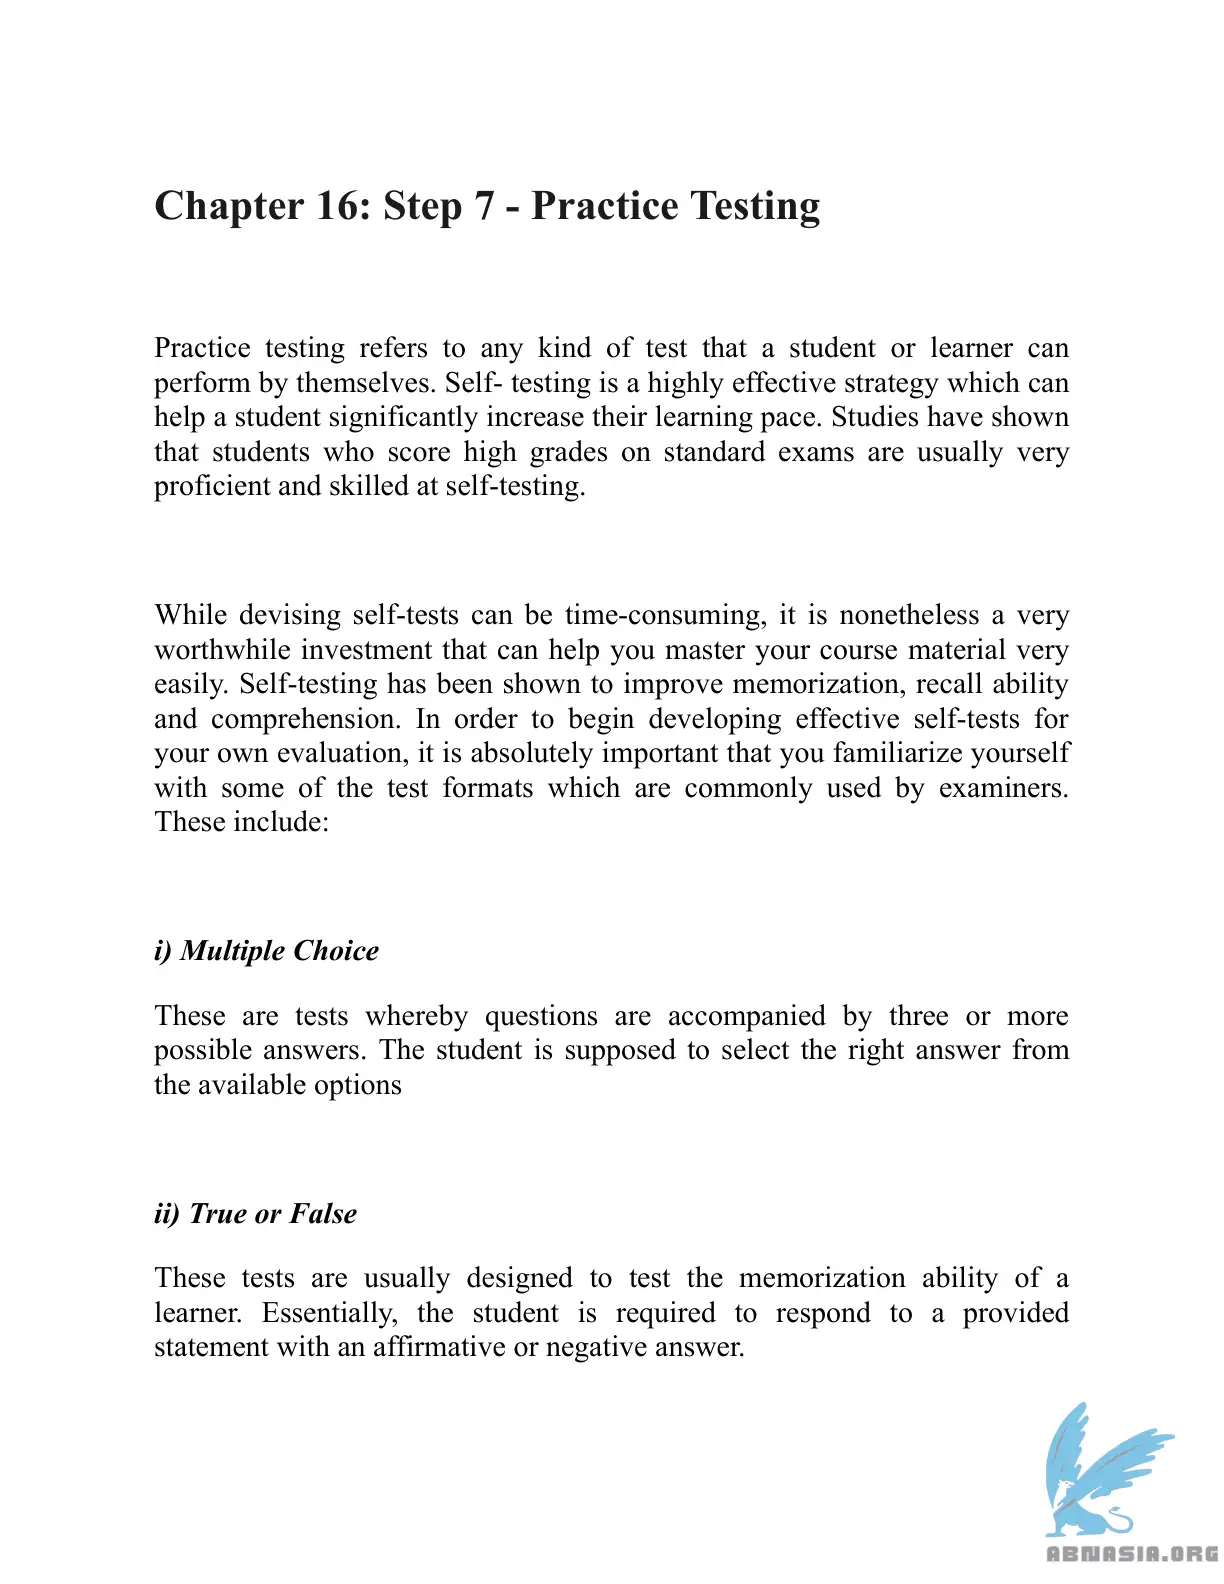 Chapter 16: Step 7 - Practice Testing
Practice testing refers to any kind of test that a student or learner can
perform by themselves. Self- testing is a highly effective strategy which can
help a student significantly increase their learning pace. Studies have shown
that students who score high grades on standard exams are usually very
proficient and skilled at self-testing.
While devising self-tests can be time-consuming, it is nonetheless a very
worthwhile investment that can help you master your course material very
easily. Self-testing has been shown to improve memorization, recall ability
and comprehension. In order to begin developing effective self-tests for
your own evaluation, it is absolutely important that you familiarize yourself
with some of the test formats which are commonly used by examiners.
These include:
i) Multiple Choice
These are tests whereby questions are accompanied by three or more
possible answers. The student is supposed to select the right answer from
the available options
ii) True or False
These tests are usually designed to test the memorization ability of a
learner. Essentially, the student is required to respond to a provided
statement with an affirmative or negative answer.
ABNASIA.ORG